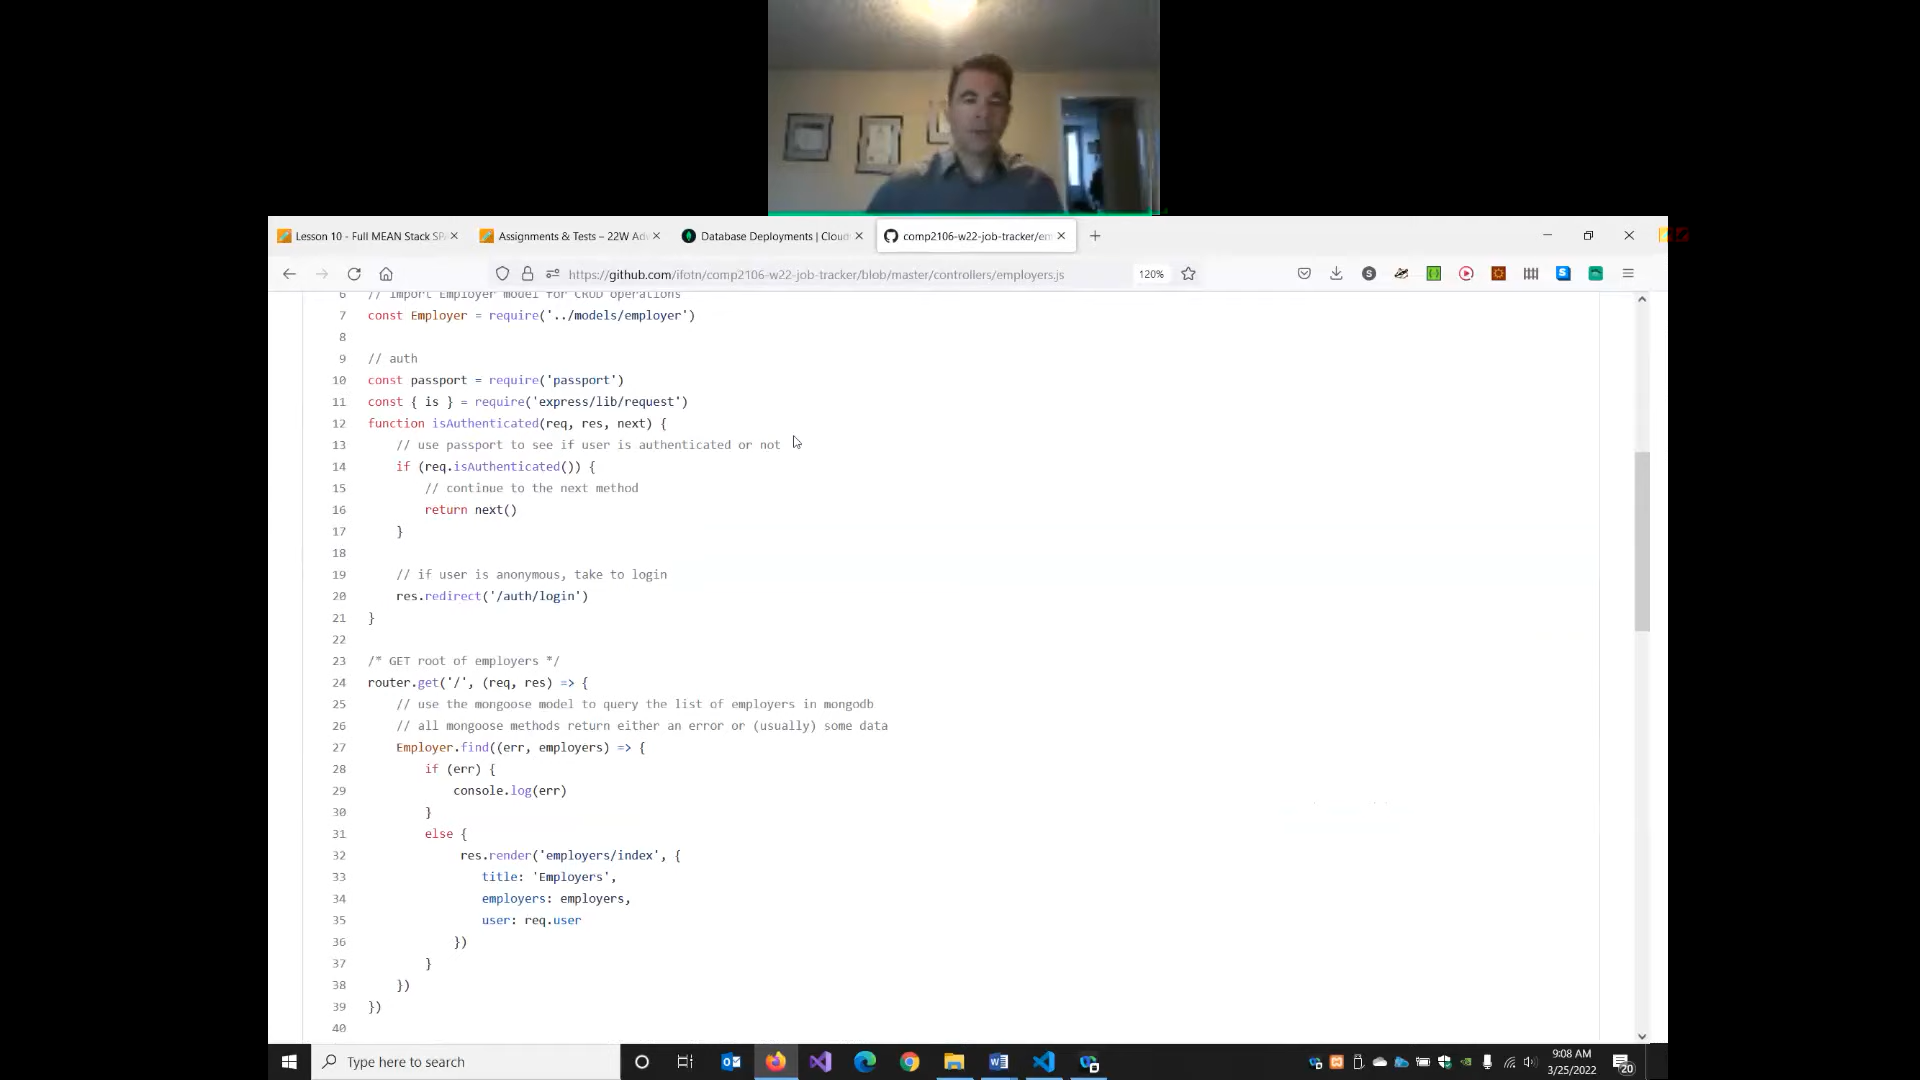 Lesson 10 - Full MEAN Stack SP
Assignments & Tests – 22W Adv
Database Deployments | Cloud
comp2106-w22-job-tracker/em
https://github.com/ifotn/comp2106-w22-job-tracker/blob/master/controllers/employers.js
120%
6 // import Employer model for CRUD operations
7 const Employer = require('../models/employer')
8
9 // auth
10 const passport = require('passport')
11 const { is } = require('express/lib/request')
12 function isAuthenticated(req, res, next) {
13 // use passport to see if user is authenticated or not
14 if (req.isAuthenticated()) {
15 // continue to the next method
16 return next()
17 }
18
19 // if user is anonymous, take to login
20 res.redirect('/auth/login')
21 }
22
23 /* GET root of employers */
24 router.get('/', (req, res) => {
25 // use the mongoose model to query the list of employers in mongodb
26 // all mongoose methods return either an error or (usually) some data
27 Employer.find((err, employers) => {
28 if (err) {
29 console.log(err)
30 }
31 else {
32 res.render('employers/index', {
33 title: 'Employers',
34 employers: employers,
35 user: req.user
36 })
37 }
38 })
39 })
40
Type here to search
9:08 AM
3/25/2022
20